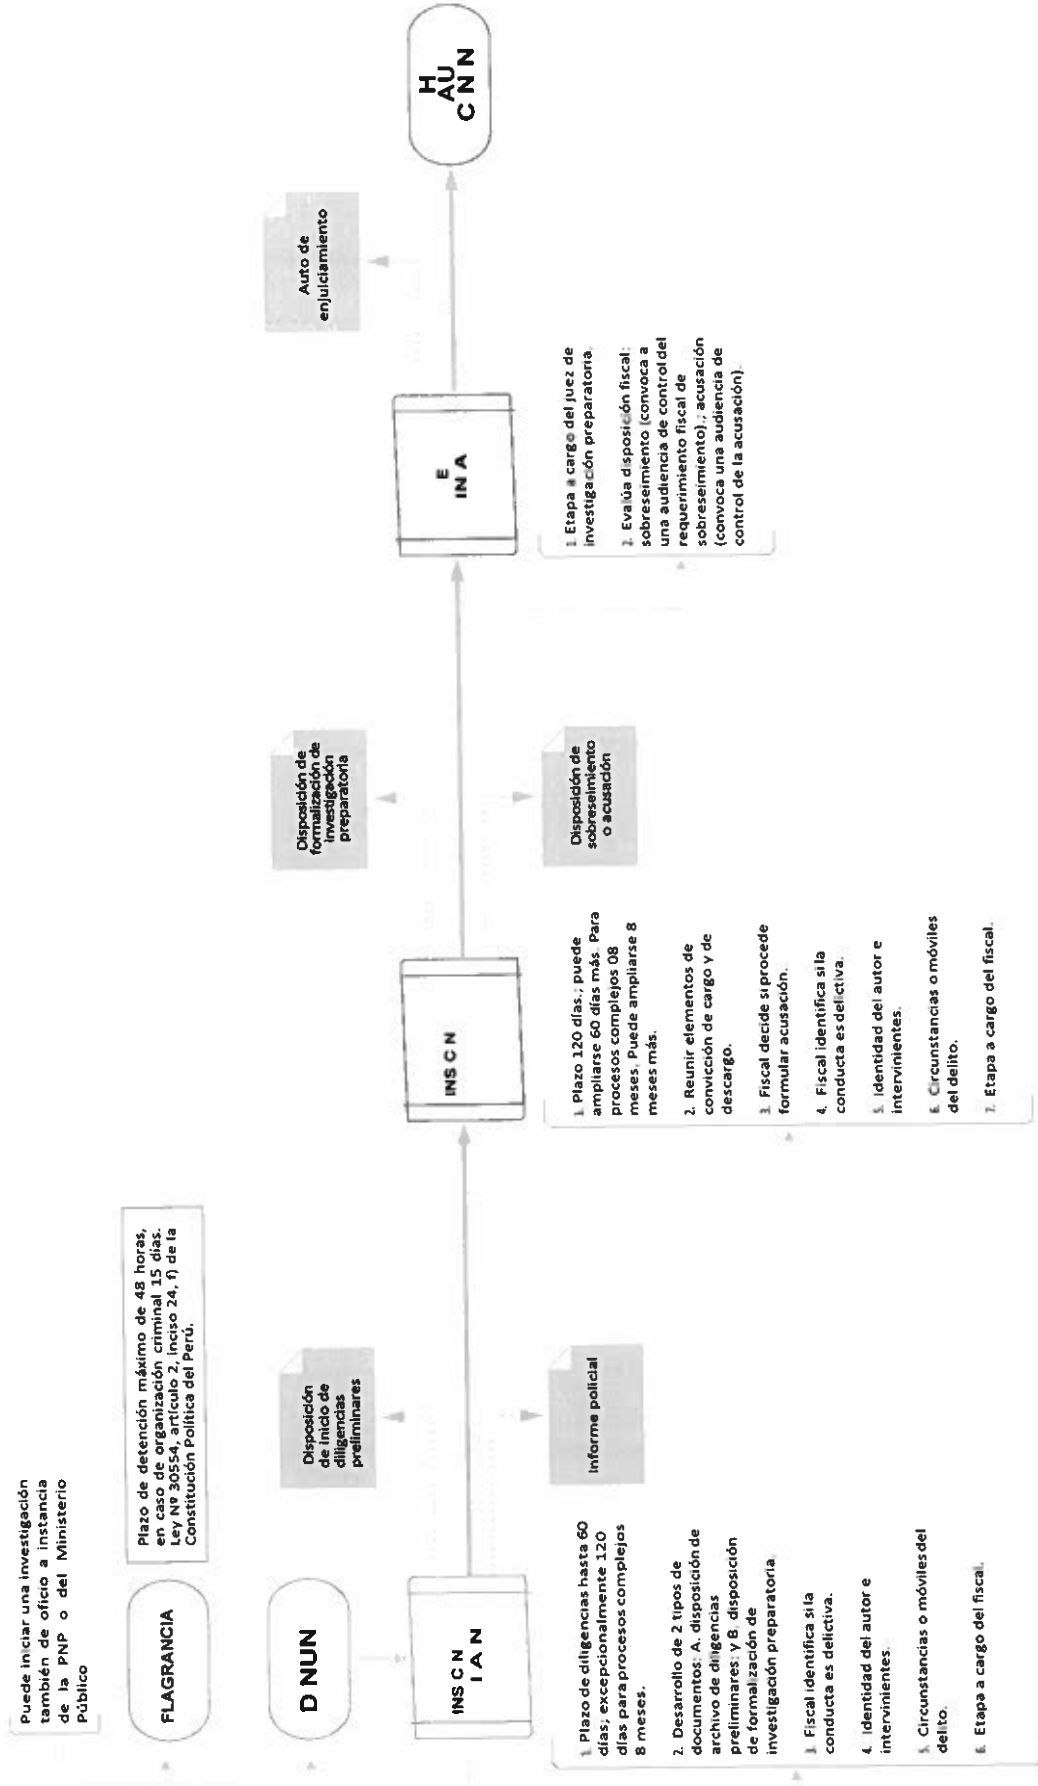 Puede iniciar una investigación
también de oficio a instancia
de la PNP o del Ministerio
Público
FLAGRANCIA
Plazo de detención máximo de 48 horas,
en caso de organización criminal 15 días.
Ley Nº 30554, artículo 2, inciso 24, f) de la
Constitución Política del Perú.
D NUN
Disposición
de inicio de
diligencias
preliminares
INS C N
I A N
Informe policial
1. Plazo de diligencias hasta 60
días; excepcionalmente 120
días para procesos complejos
8 meses.
2. Desarrollo de 2 tipos de
documentos: A. disposición de
archivo de diligencias
preliminares; y B. disposición
de formalización de
investigación preparatoria.
3. Fiscal identifica si la
conducta es delictiva.
4. Identidad del autor e
intervinientes.
5. Circunstancias o móviles del
delito.
6. Etapa a cargo del fiscal.
Disposición de
formalización de
investigación
preparatoria
INS C N
Disposición de
sobreseimiento
o acusación
1. Plazo 120 días.; puede
ampliarse 60 días más. Para
procesos complejos 08
meses. Puede ampliarse 8
meses más.
2. Reunir elementos de
convicción de cargo y de
descargo.
3. Fiscal decide si procede
formular acusación.
4. Fiscal identifica si la
conducta es delictiva.
5. Identidad del autor e
intervinientes.
6. Circunstancias o móviles
del delito.
7. Etapa a cargo del fiscal.
Auto de
enjuiciamiento
E
IN A
1. Etapa a cargo del juez de
investigación preparatoria.
2. Evalúa disposición fiscal:
sobreseimiento (convoca a
una audiencia de control del
requerimiento fiscal de
sobreseimiento).; acusación
(convoca una audiencia de
control de la acusación).
H
AU
C N N